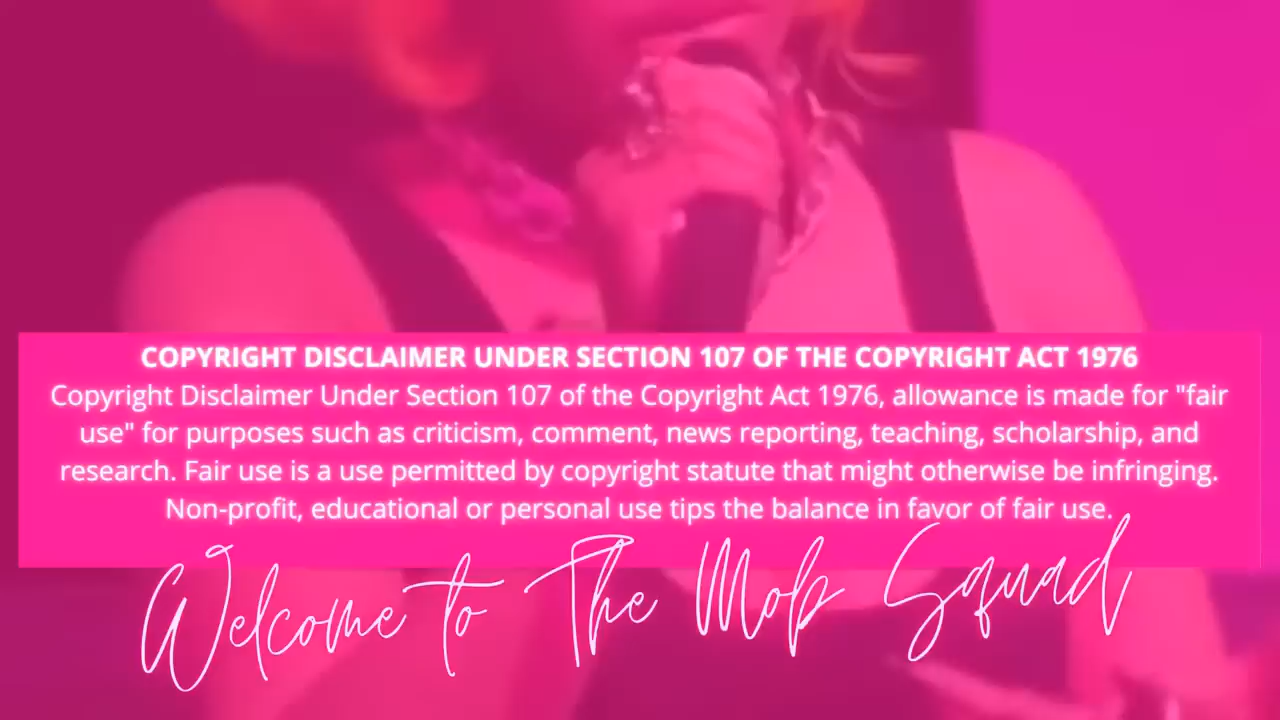 COPYRIGHT DISCLAIMER UNDER SECTION 107 OF THE COPYRIGHT ACT 1976
Copyright Disclaimer Under Section 107 of the Copyright Act 1976, allowance is made for "fair
use" for purposes such as criticism, comment, news reporting, teaching, scholarship, and
research. Fair use is a use permitted by copyright statute that might otherwise be infringing.
Non-profit, educational or personal use tips the balance in favor of fair use.
Welcome to The Mob Squad